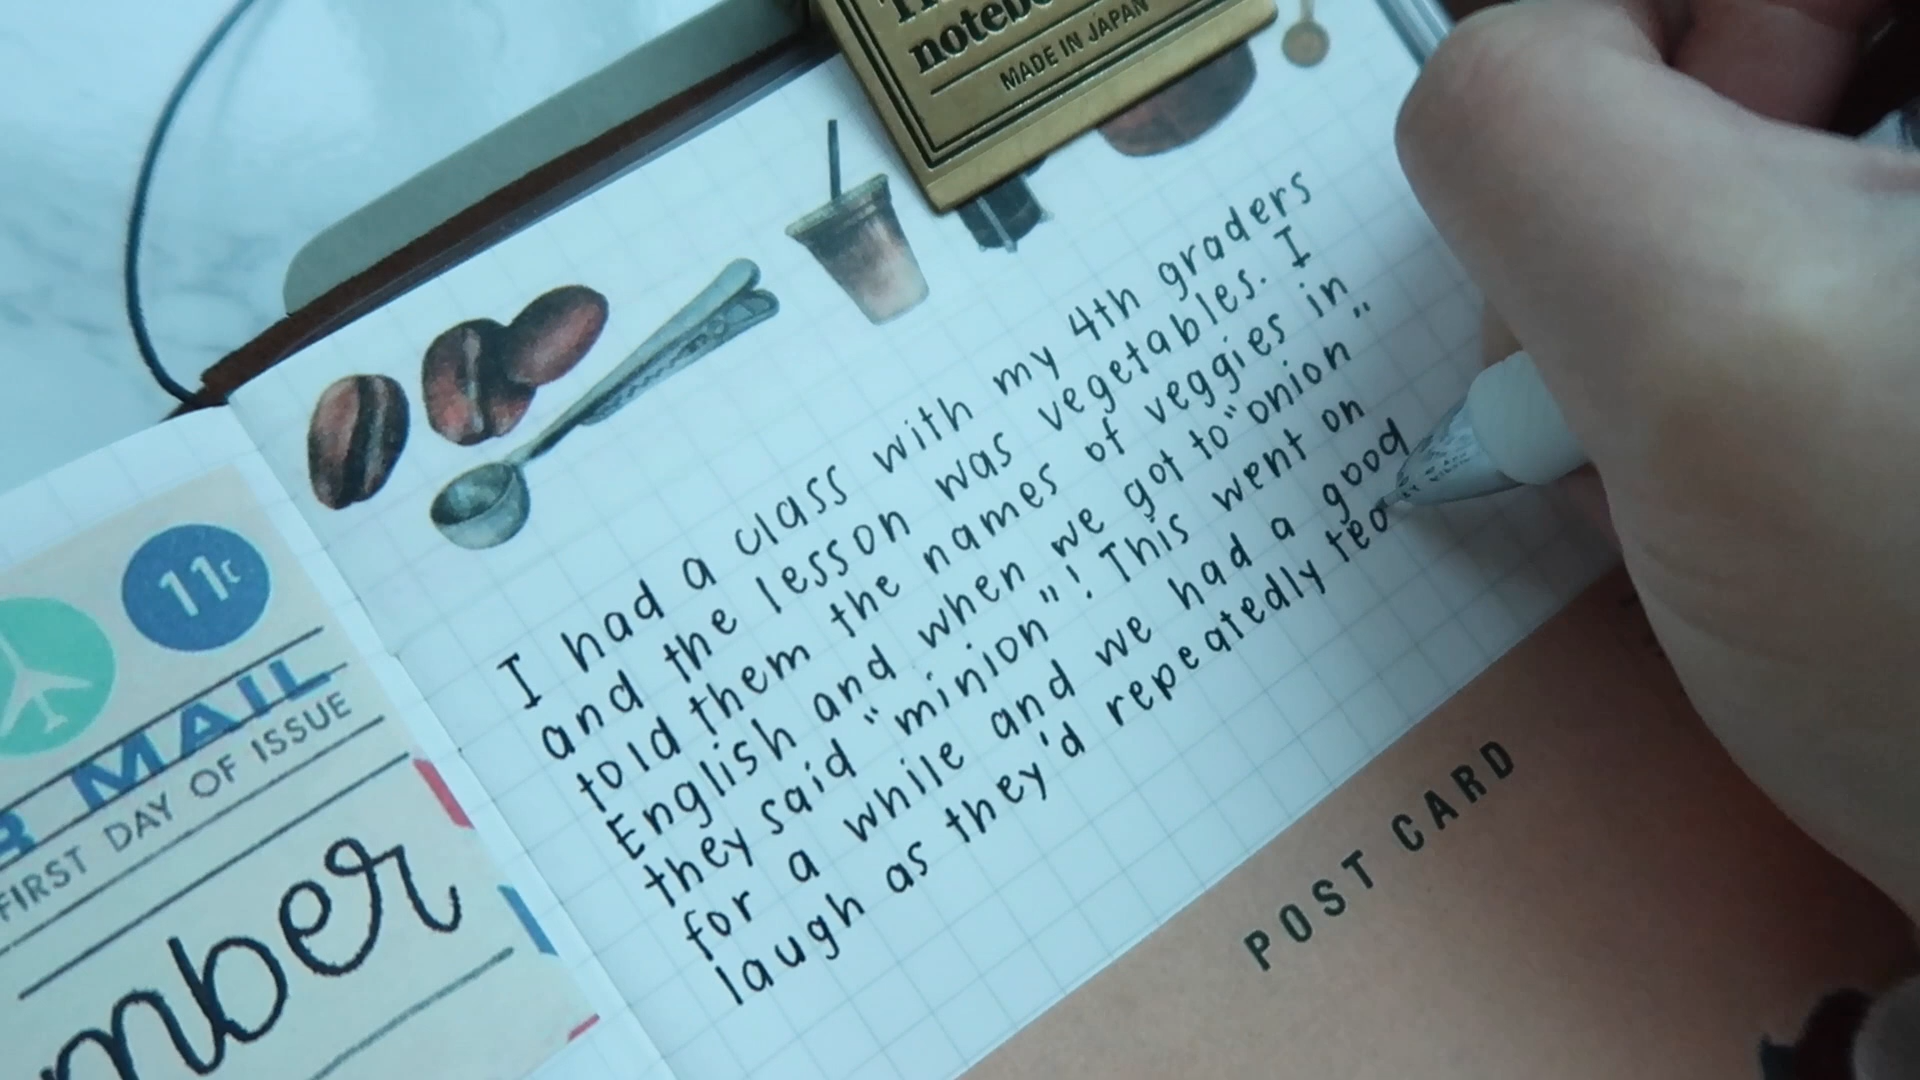 notebo
MADE IN JAPAN
I had a class with my 4th graders
and the lesson was vegetables. I
told them the names of veggies in
English and when we got to "onion"
they said "minion"! This went on
for a while and we had a good
laugh as they'd repeatedly tea
11c
MAIL
FIRST DAY OF ISSUE
mber
POST CARD